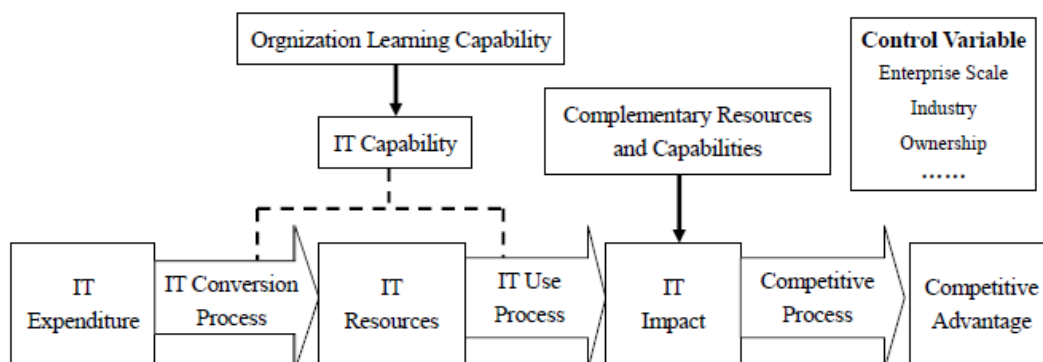 Orgnization Learning Capability
Control Variable
Enterprise Scale
Industry
Ownership
......
IT Capability
Complementary Resources
and Capabilities
IT
Expenditure
IT Conversion
Process
IT
Resources
IT Use
Process
IT
Impact
Competitive
Process
Competitive
Advantage